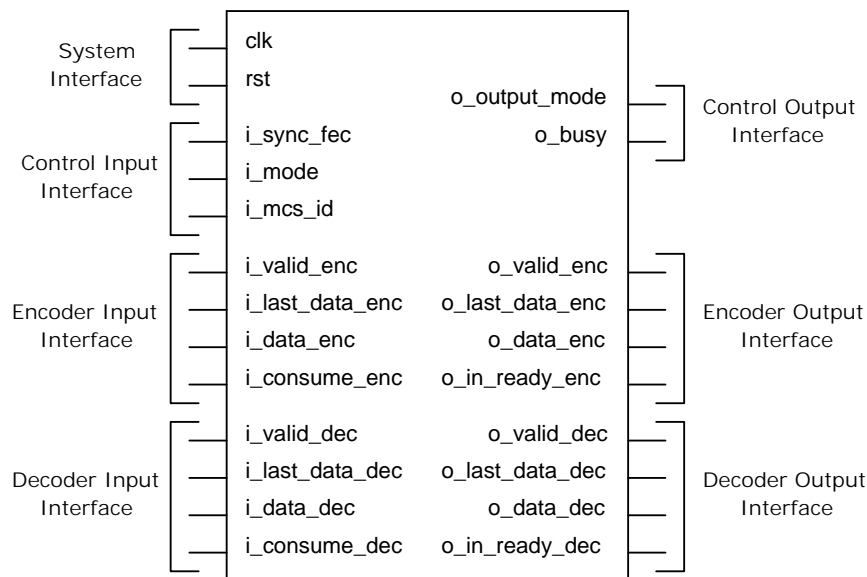 System
Interface
clk
rst
o_output_mode
o_busy
Control Output
Interface
Control Input
Interface
i_sync_fec
i_mode
i_mcs_id
Encoder Input
Interface
i_valid_enc
i_last_data_enc
i_data_enc
i_consume_enc
o_valid_enc
o_last_data_enc
o_data_enc
o_in_ready_enc
Encoder Output
Interface
Decoder Input
Interface
i_valid_dec
i_last_data_dec
i_data_dec
i_consume_dec
o_valid_dec
o_last_data_dec
o_data_dec
o_in_ready_dec
Decoder Output
Interface